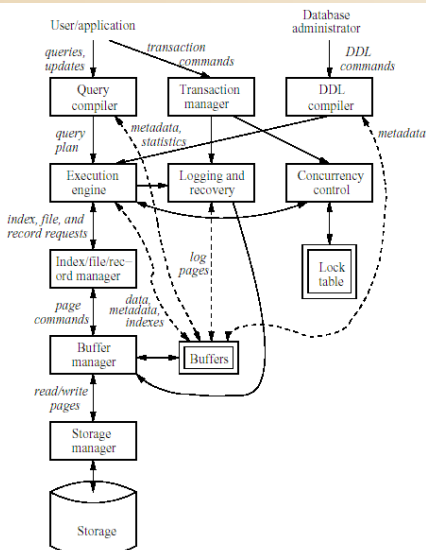 User/application
Database
administrator
queries,
updates
transaction
commands
DDL
commands
Query
compiler
Transaction
manager
DDL
compiler
query
plan
metadata,
statistics
metadata
Execution
engine
Logging and
recovery
Concurrency
control
index, file, and
record requests
Index/file/rec−
ord manager
log
pages
Lock
table
page
commands
data,
metadata,
indexes
Buffer
manager
Buffers
read/write
pages
Storage
manager
Storage